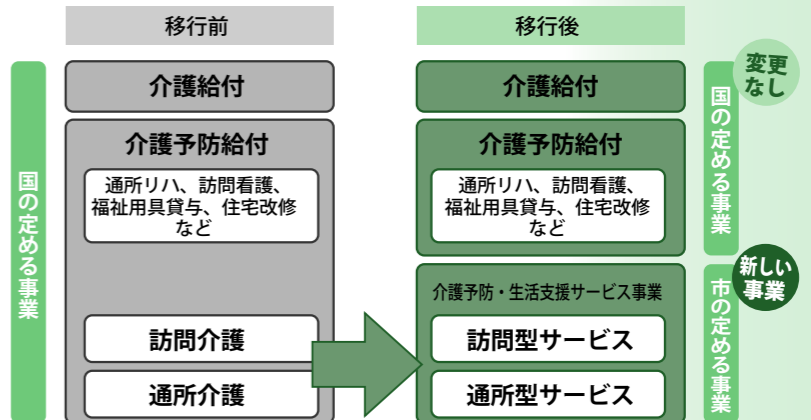 移行前
移行後
国の定める事業
介護給付
介護予防給付
通所リハ、訪問看護、
福祉用具貸与、住宅改修
など
訪問介護
通所介護
介護給付
介護予防給付
通所リハ、訪問看護、
福祉用具貸与、住宅改修
など
介護予防・生活支援サービス事業
訪問型サービス
通所型サービス
変更
なし
国の定める事業
新しい
事業
市の定める事業